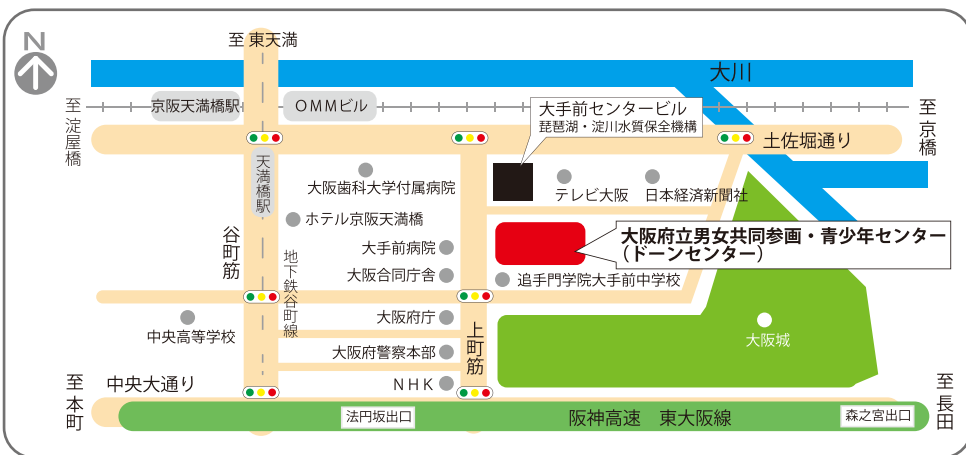 至 東天満
N
大川
京阪天満橋駅
OMMビル
至淀屋橋
大手前センタービル
琵琶湖・淀川水質保全機構
至京橋
土佐堀通り
天満橋駅
大阪歯科大学付属病院
テレビ大阪
日本経済新聞社
ホテル京阪天満橋
谷町筋
地下鉄谷町線
大手前病院
大阪府立男女共同参画・青少年センター
（ドーンセンター）
大阪合同庁舎
追手門学院大手前中学校
大阪府庁
中央高等学校
上町筋
大阪城
大阪府警察本部
至本町
中央大通り
NHK
至長田
法円坂出口
阪神高速 東大阪線
森之宮出口